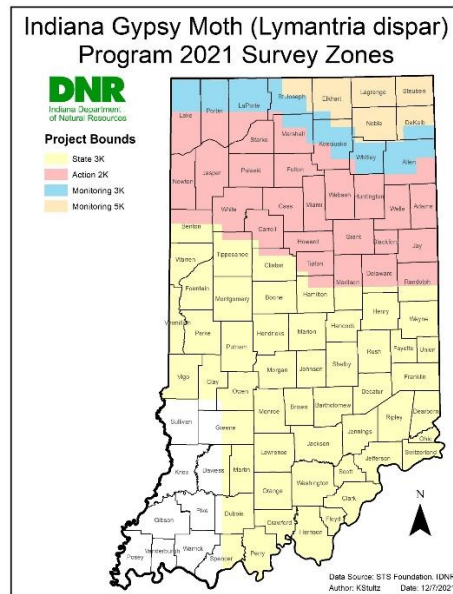 Indiana Gypsy Moth (Lymantria dispar)
Program 2021 Survey Zones
DNR
Indiana Department
of Natural Resources
Project Bounds
State 3K
Action 2K
Monitoring 3K
Monitoring 5K
Lake
Porter
LaPorte
St Joseph
Elkhart
Lagrange
Steuben
Noble
DeKalb
Starke
Marshall
Kosciusko
Whitley
Allen
Newton
Jasper
Pulaski
Fulton
Wabash
Huntington
Wells
Adams
White
Cass
Miami
Benton
Carroll
Howard
Grant
Blackford
Jay
Tippecanoe
Clinton
Tipton
Madison
Delaware
Randolph
Warren
Fountain
Montgomery
Boone
Hamilton
Henry
Wayne
Vermillion
Parke
Putnam
Hendricks
Marion
Hancock
Rush
Fayette
Union
Vigo
Clay
Owen
Morgan
Johnson
Shelby
Franklin
Sullivan
Greene
Monroe
Brown
Bartholomew
Decatur
Ripley
Dearborn
Ohio
Jennings
Jefferson
Switzerland
Knox
Daviess
Martin
Lawrence
Jackson
Scott
Washington
Clark
Orange
Gibson
Pike
Dubois
Crawford
Harrison
Floyd
Posey
Vanderburgh
Warrick
Spencer
Perry
N
Data Source: STS Foundation, IDNR
Author: KStultz Date: 12/7/2021